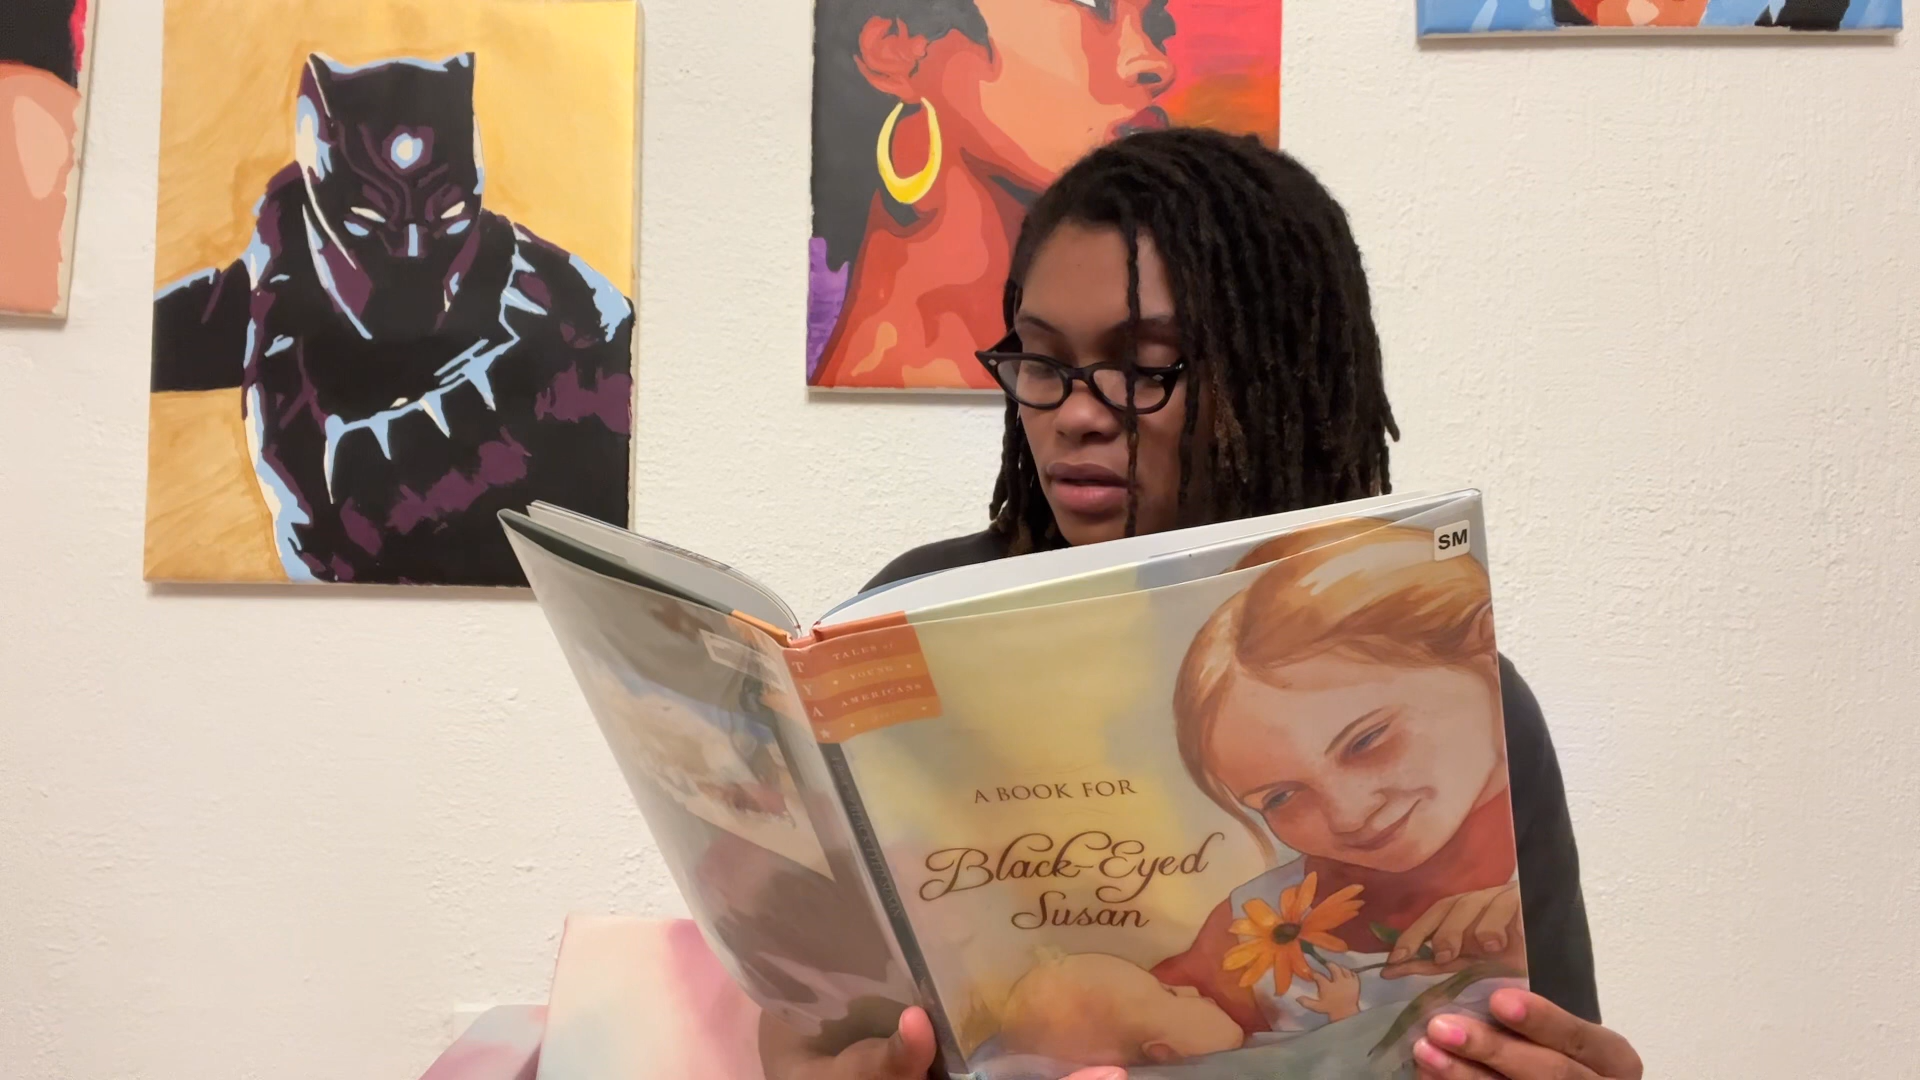 SM
TALES of
YOUNG
AMERICANS
T
Y
A
A BOOK FOR
Black-Eyed
Susan